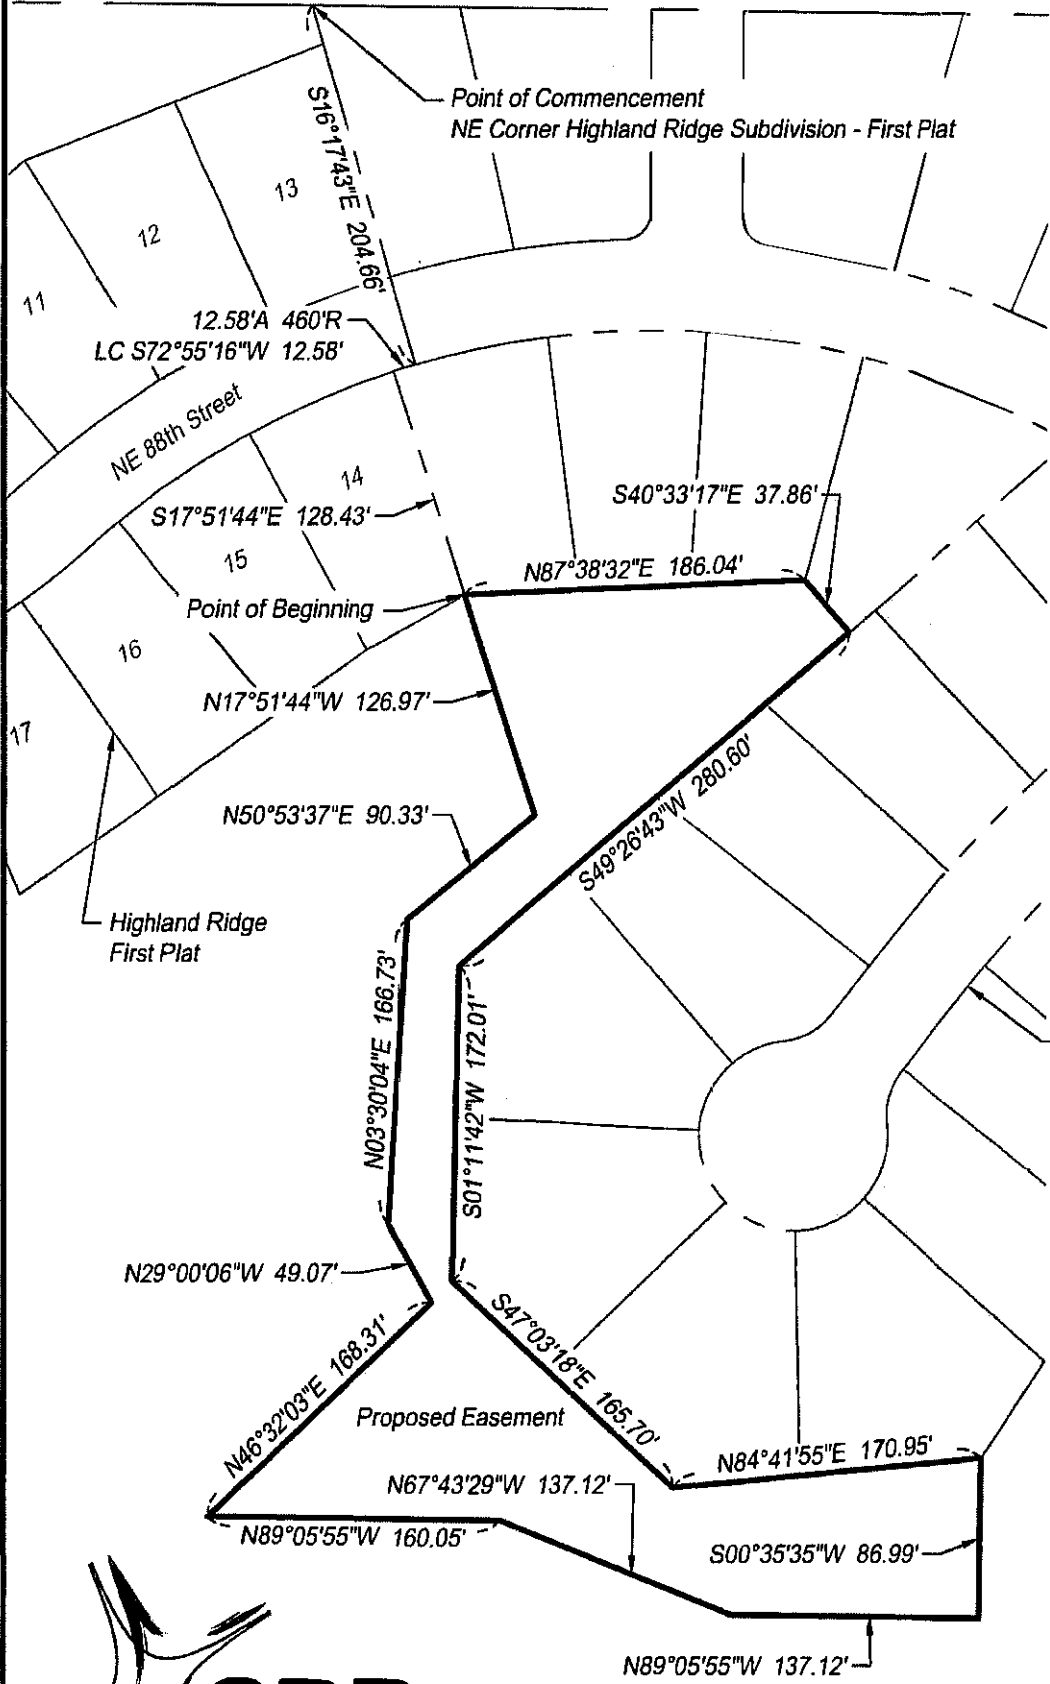 Point of Commencement
NE Corner Highland Ridge Subdivision - First Plat
S16°17'43"E 204.66'
13
12
11
12.58'A 460'R
LC S72°55'16"W 12.58'
NE 88th Street
14
S17°51'44"E 128.43'
S40°33'17"E 37.86'
15
N87°38'32"E 186.04'
Point of Beginning
16
N17°51'44"W 126.97'
17
N50°53'37"E 90.33'
S49°26'43"W 280.60'
Highland Ridge
First Plat
N03°30'04"E 166.73'
S01°11'42"W 172.01'
N29°00'06"W 49.07'
S47°03'18"E 165.70'
N46°32'03"E 168.31'
Proposed Easement
N84°41'55"E 170.95'
N67°43'29"W 137.12'
N89°05'55"W 160.05'
S00°35'35"W 86.99'
N89°05'55"W 137.12'